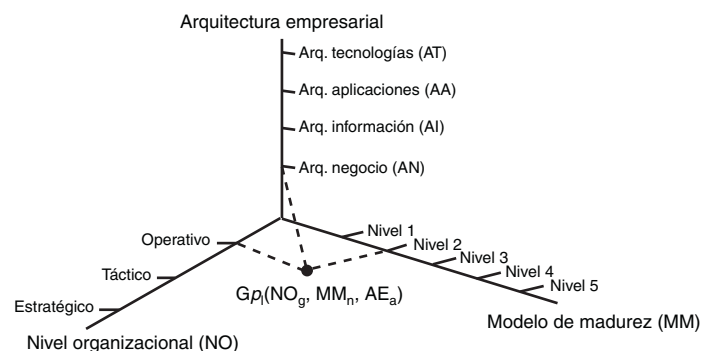 Arquitectura empresarial
Arq. tecnologías (AT)
Arq. aplicaciones (AA)
Arq. información (AI)
Arq. negocio (AN)
Operativo
Táctico
Estratégico
Nivel organizacional (NO)
Nivel 1
Nivel 2
Nivel 3
Nivel 4
Nivel 5
Modelo de madurez (MM)
Gpᵢ(NOg, MMn, AEa)